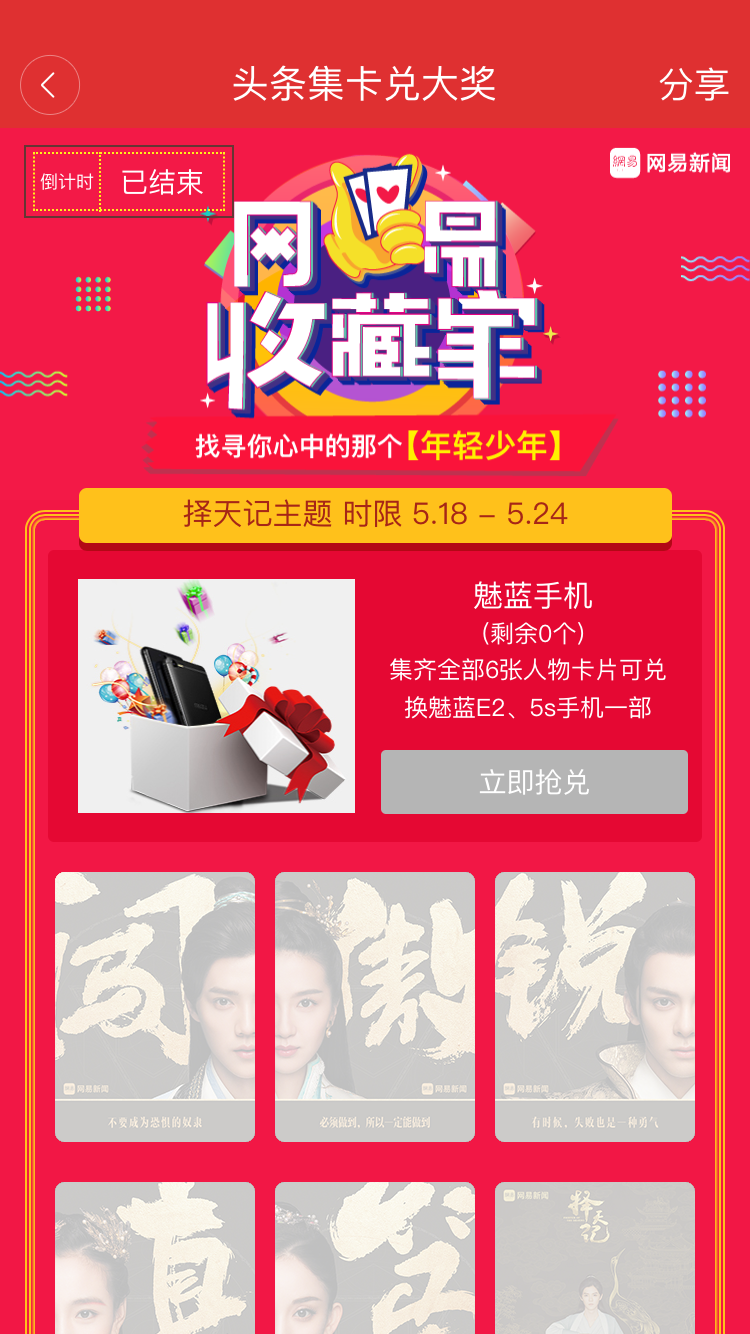 头条集卡兑大奖
分享
倒计时
已结束
網易
网易新闻
网易
收藏家
找寻你心中的那个【年轻少年】
择天记主题 时限 5.18 – 5.24
魅蓝手机
(剩余0个)
集齐全部6张人物卡片可兑
换魅蓝E2、5s手机一部
立即抢兑
闯
网易新闻
不要成为恐惧的奴隶
傲
网易新闻
必须做到，所以一定能做到
锐
网易新闻
有时候，失败也是一种勇气
真
网易新闻
择天记